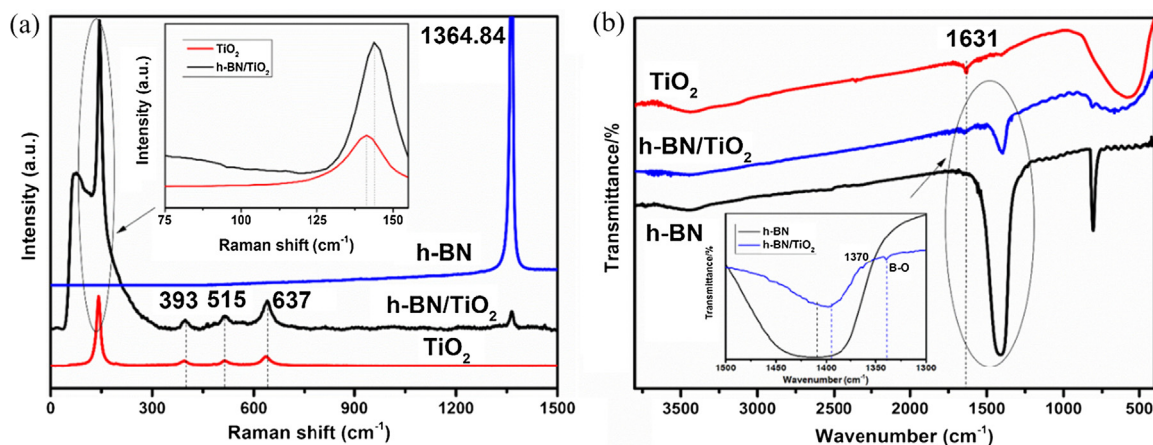 (a)
Intensity (a.u.)
TiO2
h-BN/TiO2
Intensity (a.u.)
75 100 125 150
Raman shift (cm-1)
1364.84
h-BN
393 515 637
h-BN/TiO2
TiO2
0 300 600 900 1200 1500
Raman shift (cm-1)
(b)
Transmittance/%
1631
TiO2
h-BN/TiO2
h-BN
h-BN
h-BN/TiO2
1370
B-O
Transmittance/%
1500 1450 1400 1350 1300
Wavenumber (cm-1)
3500 3000 2500 2000 1500 1000 500
Wavenumber (cm-1)